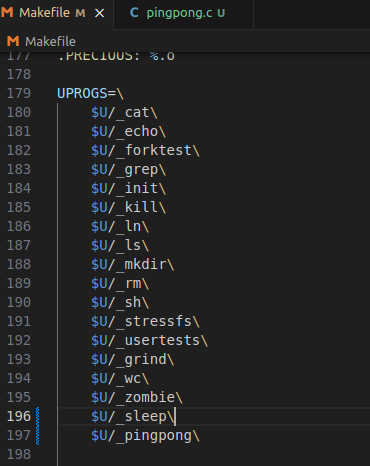 M Makefile M × C pingpong.c U
M Makefile
177 .PRECIOUS: %.o
178
179 UPROGS=\
180 $U/_cat\
181 $U/_echo\
182 $U/_forktest\
183 $U/_grep\
184 $U/_init\
185 $U/_kill\
186 $U/_ln\
187 $U/_ls\
188 $U/_mkdir\
189 $U/_rm\
190 $U/_sh\
191 $U/_stressfs\
192 $U/_usertests\
193 $U/_grind\
194 $U/_wc\
195 $U/_zombie\
196 $U/_sleep\
197 $U/_pingpong\
198